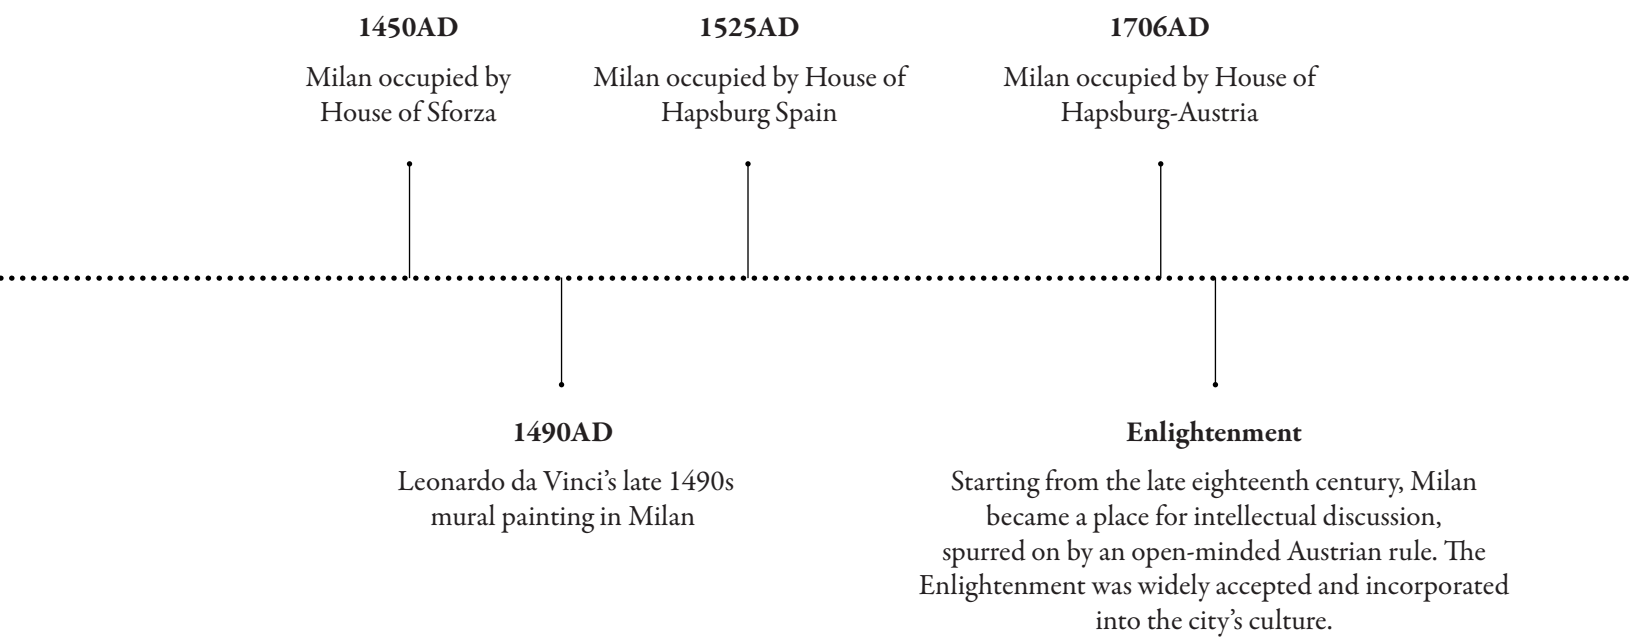 1450AD
Milan occupied by
House of Sforza
1525AD
Milan occupied by House of
Hapsburg Spain
1706AD
Milan occupied by House of
Hapsburg-Austria
1490AD
Leonardo da Vinci’s late 1490s
mural painting in Milan
Enlightenment
Starting from the late eighteenth century, Milan
became a place for intellectual discussion,
spurred on by an open-minded Austrian rule. The
Enlightenment was widely accepted and incorporated
into the city’s culture.